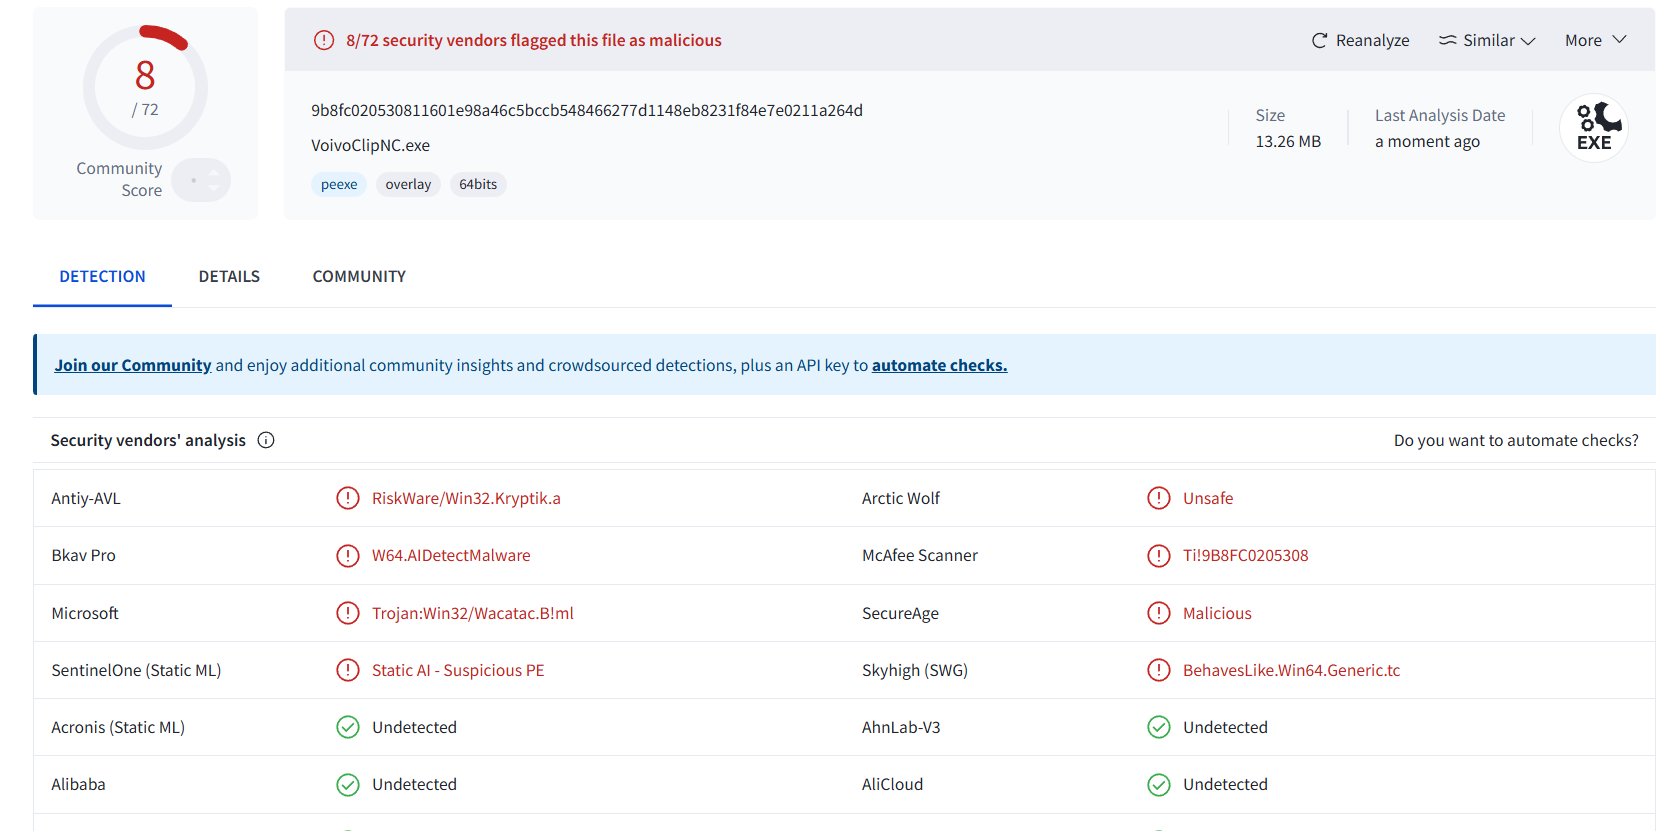 8
/ 72
Community
Score
8/72 security vendors flagged this file as malicious
Reanalyze
Similar
More
9b8fc020530811601e98a46c5bccb548466277d1148eb8231f84e7e0211a264d
VoivoClipNC.exe
peexe
overlay
64bits
Size
13.26 MB
Last Analysis Date
a moment ago
EXE
DETECTION
DETAILS
COMMUNITY
Join our Community and enjoy additional community insights and crowdsourced detections, plus an API key to automate checks.
Security vendors' analysis
Do you want to automate checks?
Antiy-AVL
RiskWare/Win32.Kryptik.a
Arctic Wolf
Unsafe
Bkav Pro
W64.AIDetectMalware
McAfee Scanner
Ti!9B8FC0205308
Microsoft
Trojan:Win32/Wacatac.B!ml
SecureAge
Malicious
SentinelOne (Static ML)
Static AI - Suspicious PE
Skyhigh (SWG)
BehavesLike.Win64.Generic.tc
Acronis (Static ML)
Undetected
AhnLab-V3
Undetected
Alibaba
Undetected
AliCloud
Undetected